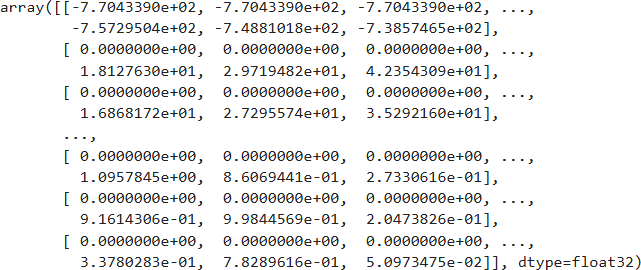 array([[-7.7043390e+02, -7.7043390e+02, -7.7043390e+02, ...,
-7.5729504e+02, -7.4881018e+02, -7.3857465e+02],
[ 0.0000000e+00, 0.0000000e+00, 0.0000000e+00, ...,
1.8127630e+01, 2.9719482e+01, 4.2354309e+01],
[ 0.0000000e+00, 0.0000000e+00, 0.0000000e+00, ...,
1.6868172e+01, 2.7295574e+01, 3.5292160e+01],
...,
[ 0.0000000e+00, 0.0000000e+00, 0.0000000e+00, ...,
1.0957845e+00, 8.6069441e-01, 2.7330616e-01],
[ 0.0000000e+00, 0.0000000e+00, 0.0000000e+00, ...,
9.1614306e-01, 9.9844569e-01, 2.0473826e-01],
[ 0.0000000e+00, 0.0000000e+00, 0.0000000e+00, ...,
3.3780283e-01, 7.8289616e-01, 5.0973475e-02]], dtype=float32)